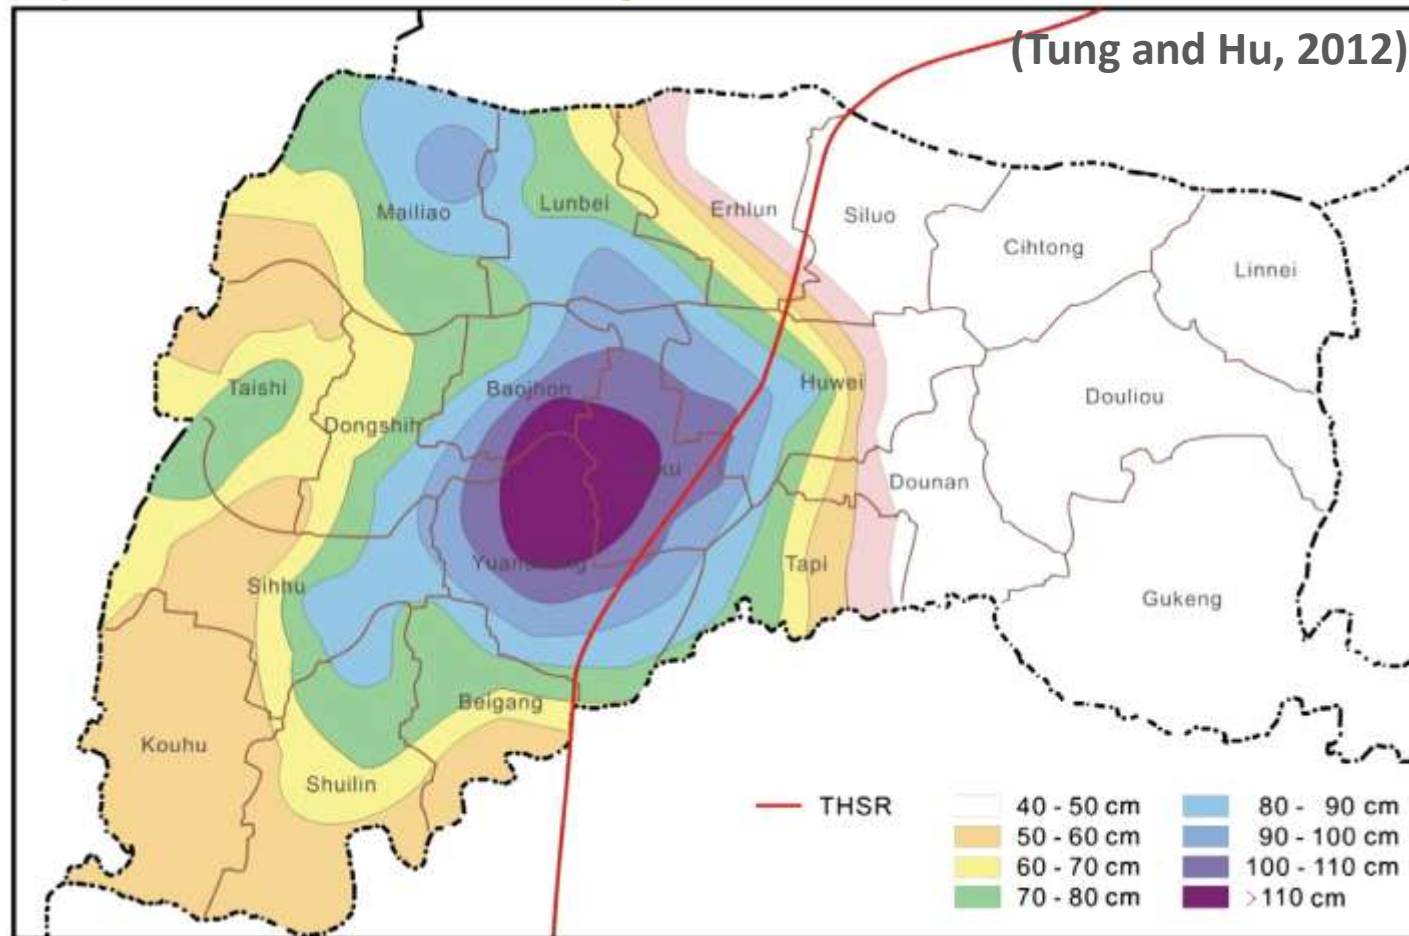 (Tung and Hu, 2012)
Mailiao
Lunbei
Erhlun
Siluo
Cihtong
Linnei
Taishi
Baojhon
Huwei
Douliou
Dongshih
Dounan
Tapi
Sihhu
Gukeng
Beigang
Kouhu
Shuilin
THSR
40 - 50 cm
50 - 60 cm
60 - 70 cm
70 - 80 cm
80 - 90 cm
90 - 100 cm
100 - 110 cm
>110 cm